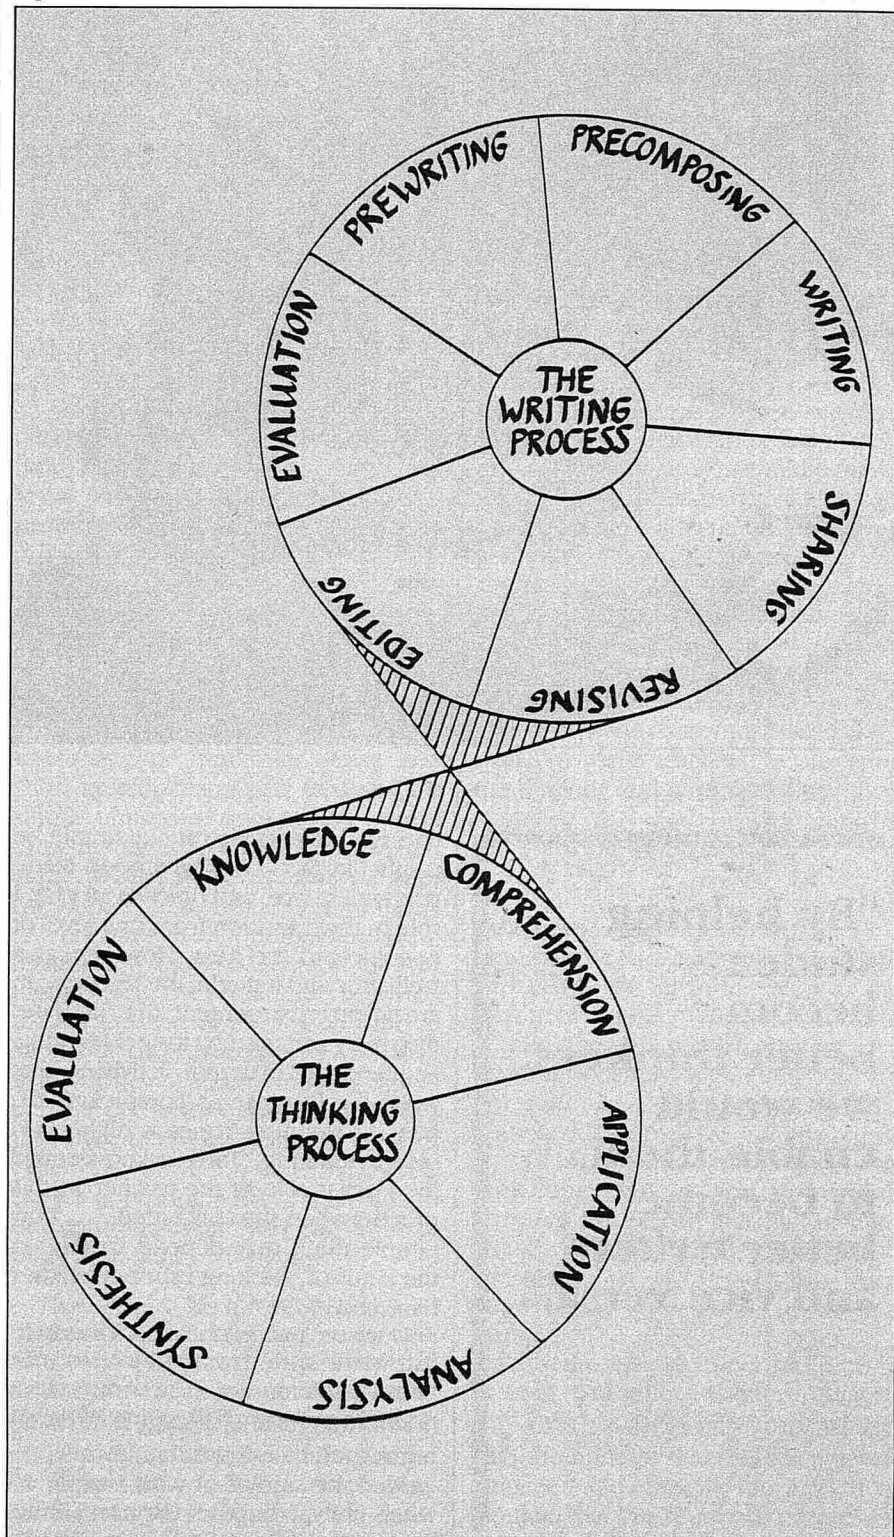 PREWRITING
PRECOMPOSING
WRITING
SHARING
REVISING
EDITING
EVALUATION
THE
WRITING
PROCESS
KNOWLEDGE
COMPREHENSION
APPLICATION
ANALYSIS
SYNTHESIS
EVALUATION
THE
THINKING
PROCESS